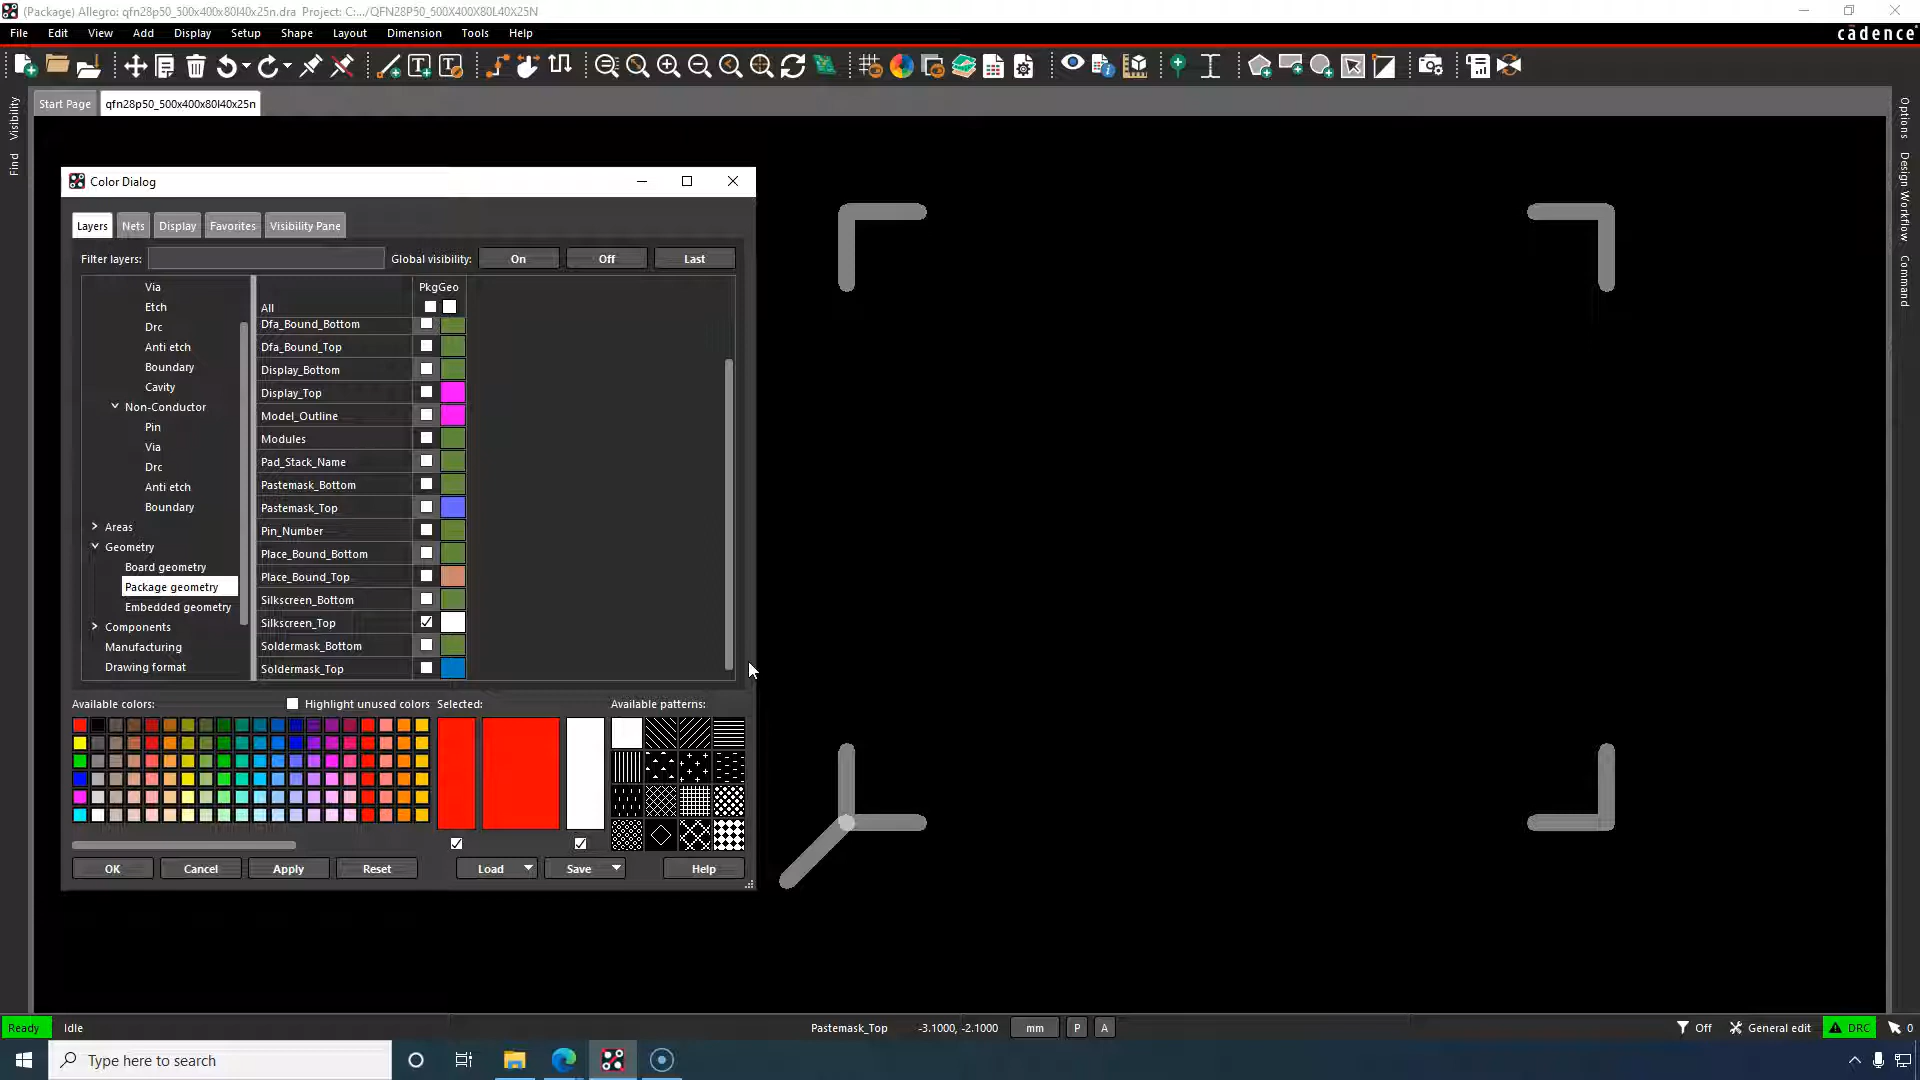 (Package) Allegro: qfn28p50_500x400x80l40x25n.dra  Project: C:.../QFN28P50_500X400X80L40X25N
File Edit View Add Display Setup Shape Layout Dimension Tools Help
cādence
Start Page
qfn28p50_500x400x80l40x25n
Visibility
Find
Options
Design Workflow
Command
Color Dialog
Layers Nets Display Favorites Visibility Pane
Filter layers:
Global visibility: On Off Last
Via
Etch
Drc
Anti etch
Boundary
Cavity
Non-Conductor
Pin
Via
Drc
Anti etch
Boundary
Areas
Geometry
Board geometry
Package geometry
Embedded geometry
Components
Manufacturing
Drawing format
PkgGeo
All
Dfa_Bound_Bottom
Dfa_Bound_Top
Display_Bottom
Display_Top
Model_Outline
Modules
Pad_Stack_Name
Pastemask_Bottom
Pastemask_Top
Pin_Number
Place_Bound_Bottom
Place_Bound_Top
Silkscreen_Bottom
Silkscreen_Top
Soldermask_Bottom
Soldermask_Top
Available colors:
Highlight unused colors
Selected:
Available patterns:
OK Cancel Apply Reset Load Save Help
Ready
Idle
Pastemask_Top
-3.1000, -2.1000
mm
P
A
Off
General edit
DRC
0
Type here to search